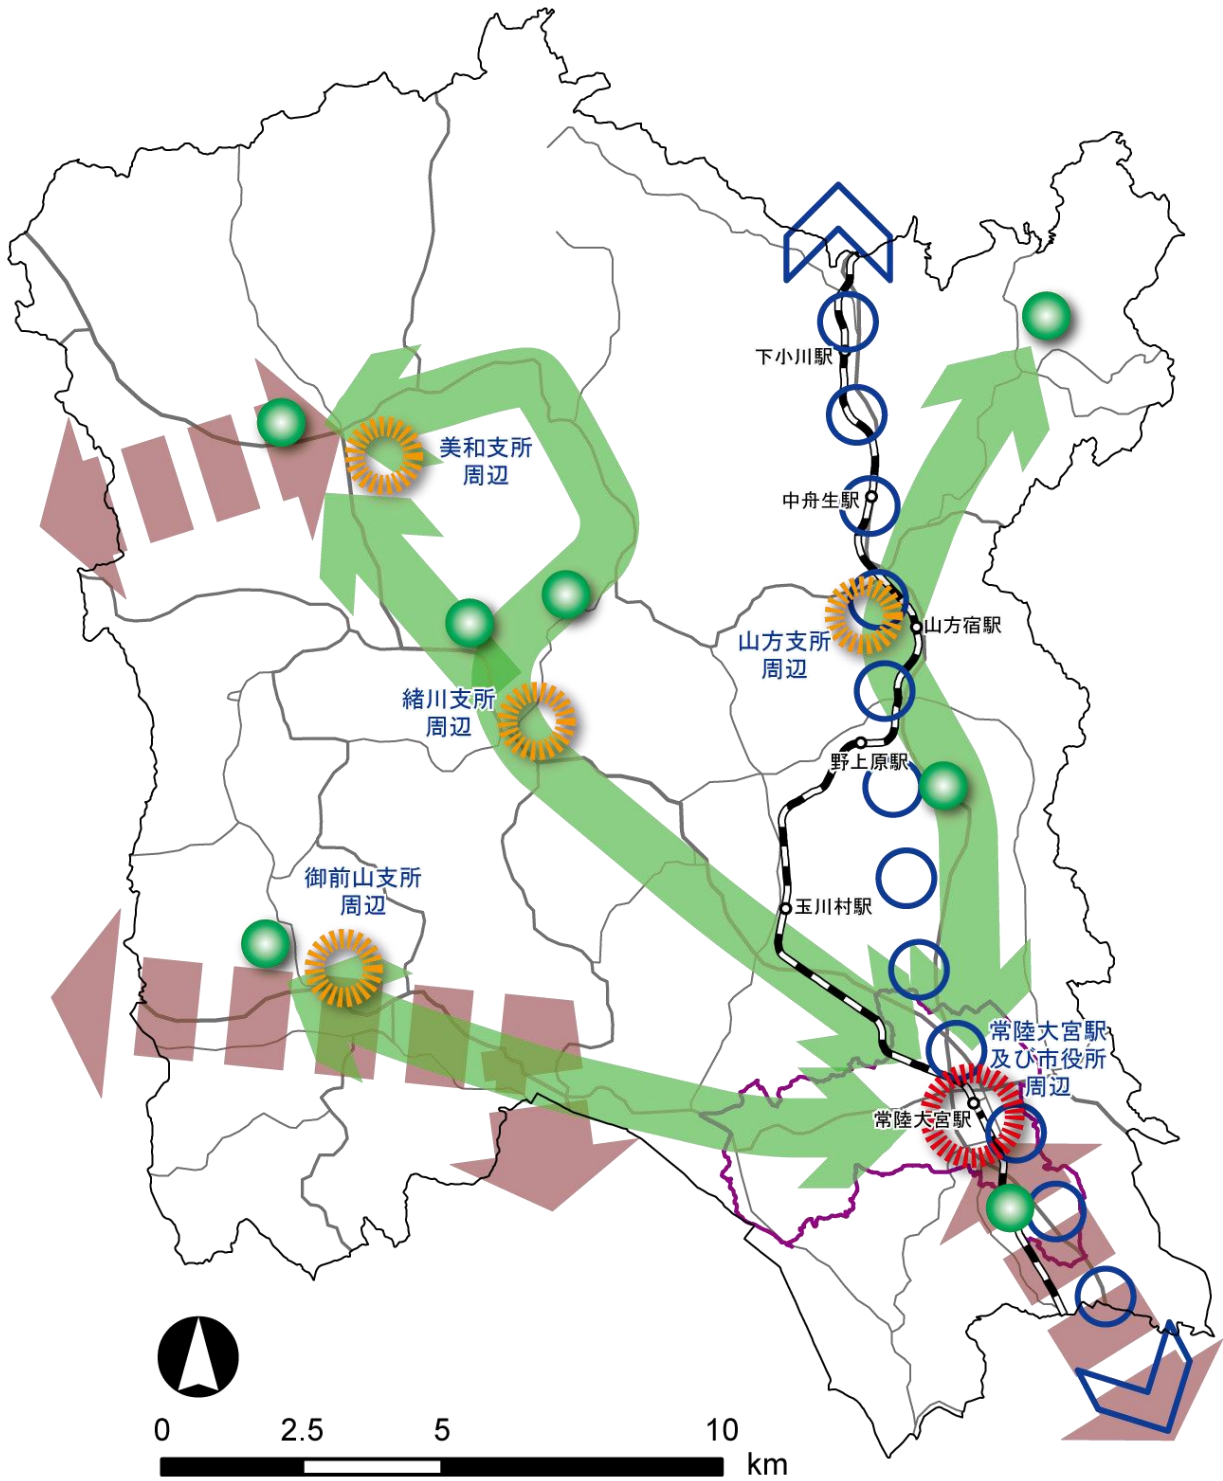 下小川駅
美和支所
周辺
中舟生駅
山方宿駅
山方支所
周辺
緒川支所
周辺
野上原駅
御前山支所
周辺
玉川村駅
常陸大宮駅
及び市役所
周辺
常陸大宮駅
0 2.5 5 10
km